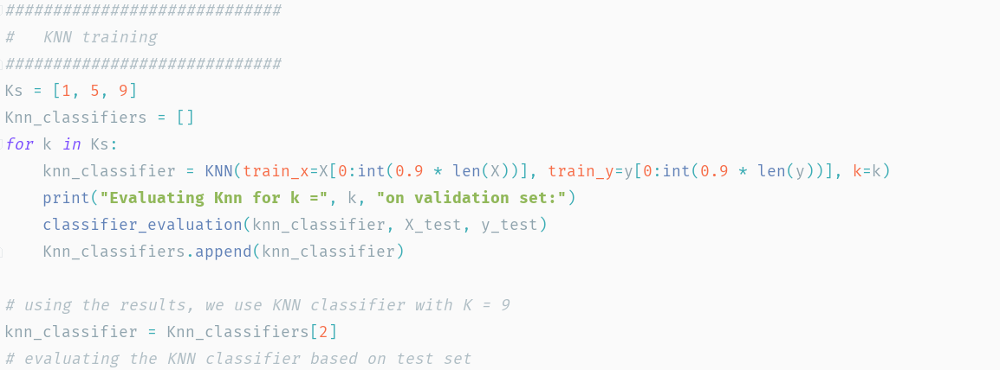 #############################
#   KNN training
#############################
Ks = [1, 5, 9]
Knn_classifiers = []
for k in Ks:
    knn_classifier = KNN(train_x=X[0:int(0.9 * len(X))], train_y=y[0:int(0.9 * len(y))], k=k)
    print("Evaluating Knn for k =", k, "on validation set:")
    classifier_evaluation(knn_classifier, X_test, y_test)
    Knn_classifiers.append(knn_classifier)

# using the results, we use KNN classifier with K = 9
knn_classifier = Knn_classifiers[2]
# evaluating the KNN classifier based on test set